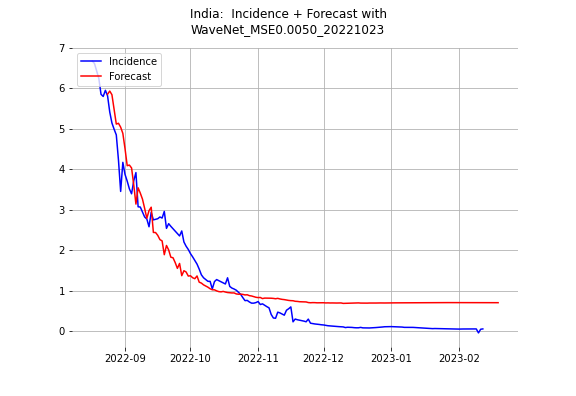 India:  Incidence + Forecast with
WaveNet_MSE0.0050_20221023
7
6
5
4
3
2
1
0
Incidence
Forecast
2022-09 2022-10 2022-11 2022-12 2023-01 2023-02